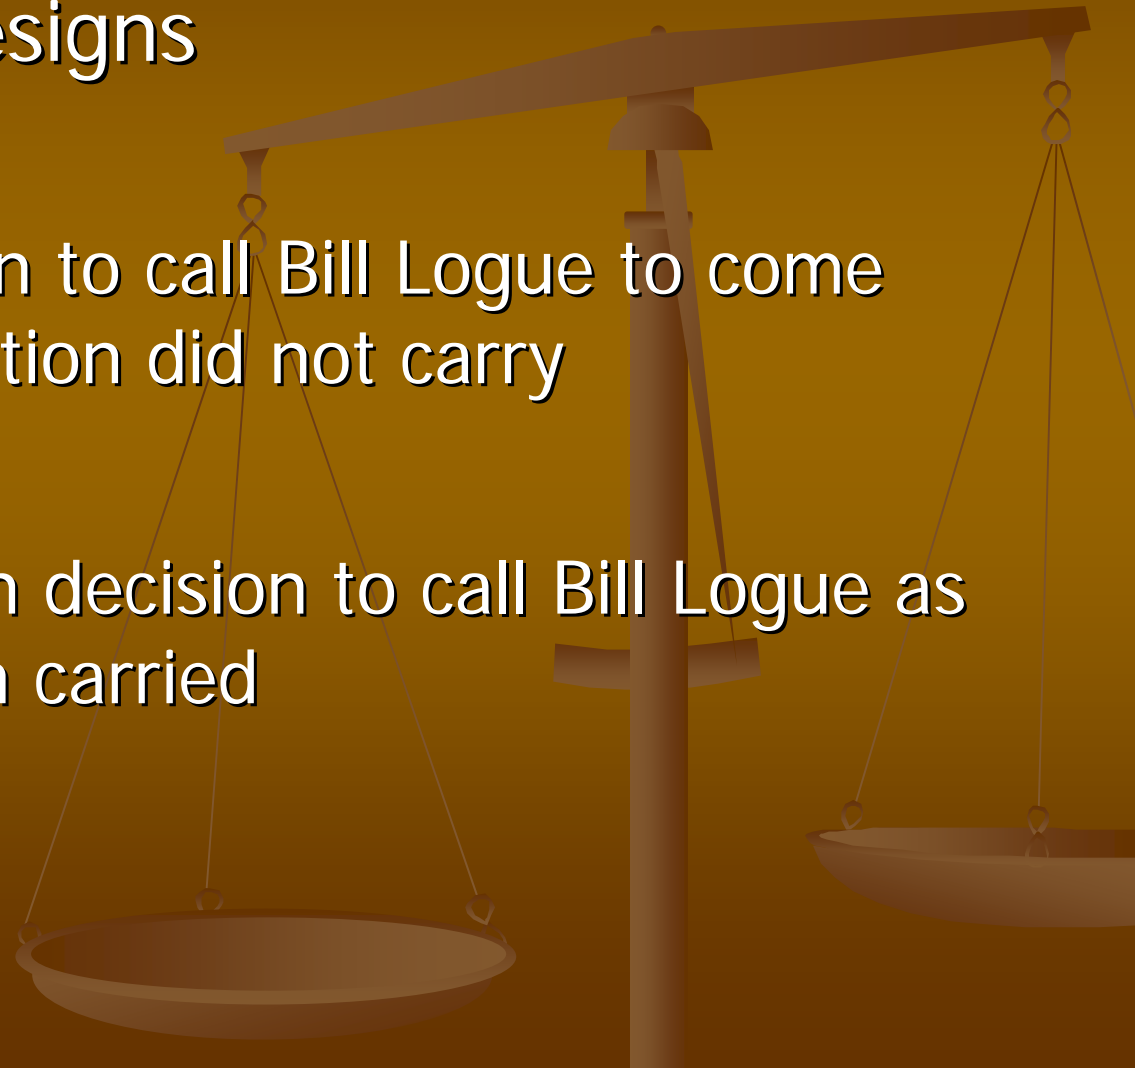 esigns
n to call Bill Logue to come
tion did not carry
n decision to call Bill Logue as
n carried